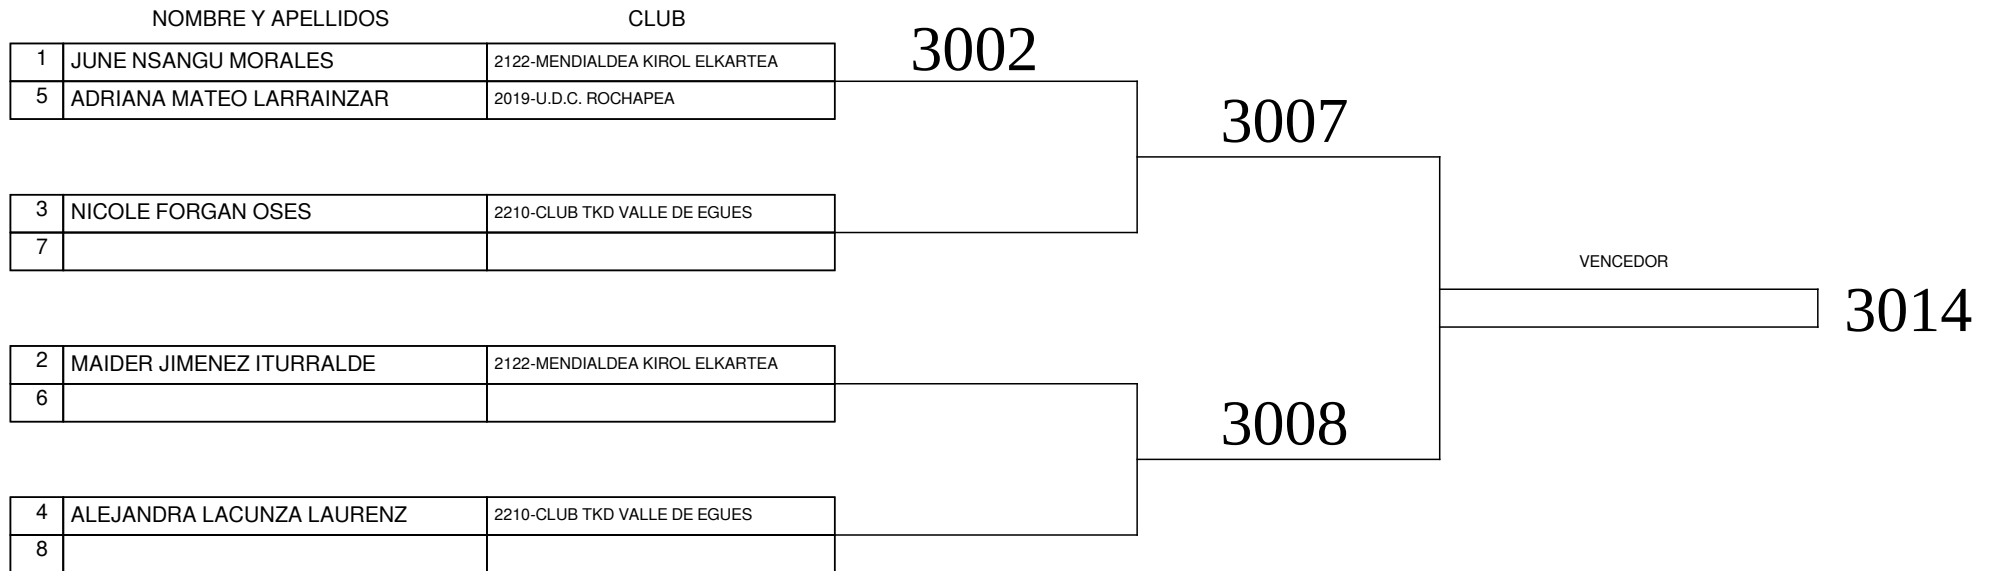 NOMBRE Y APELLIDOS CLUB
1 JUNE NSANGU MORALES 2122-MENDIALDEA KIROL ELKARTEA 3002
5 ADRIANA MATEO LARRAINZAR 2019-U.D.C. ROCHAPEA
3007
3 NICOLE FORGAN OSES 2210-CLUB TKD VALLE DE EGUES
7
VENCEDOR
3014
2 MAIDER JIMENEZ ITURRALDE 2122-MENDIALDEA KIROL ELKARTEA
6
3008
4 ALEJANDRA LACUNZA LAURENZ 2210-CLUB TKD VALLE DE EGUES
8